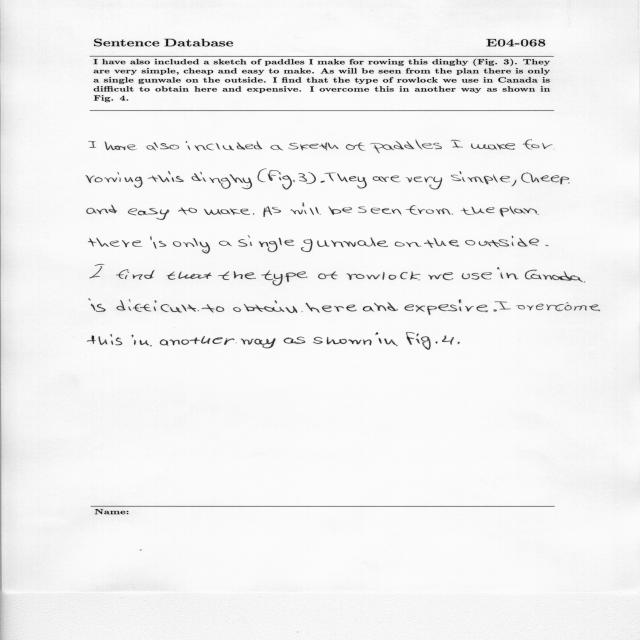 Sentence Database E04-068
I have also included a sketch of paddles I make for rowing this dinghy (Fig. 3). They
are very simple, cheap and easy to make. As will be seen from the plan there is only
a single gunwale on the outside. I find that the type of rowlock we use in Canada is
difficult to obtain here and expensive. I overcome this in another way as shown in
Fig. 4.
I have also included a sketh of paddles I make for
rowing this dinghy (Fig.3). They are very simple, Cheep
and easy to make. As will be seen from the plan
there is only a single gunwale on the outside.
I find that the type of rowlock we use in Canada
is difficult to obtain here and expesive. I overcome
this in another way as shown in Fig.4.
Name: